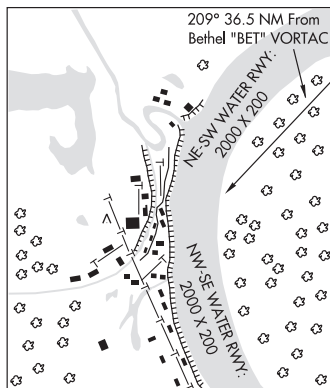 209° 36.5 NM From
Bethel "BET" VORTAC
NE-SW WATER RWY:
2000 X 200
NW-SE WATER RWY:
2000 X 200